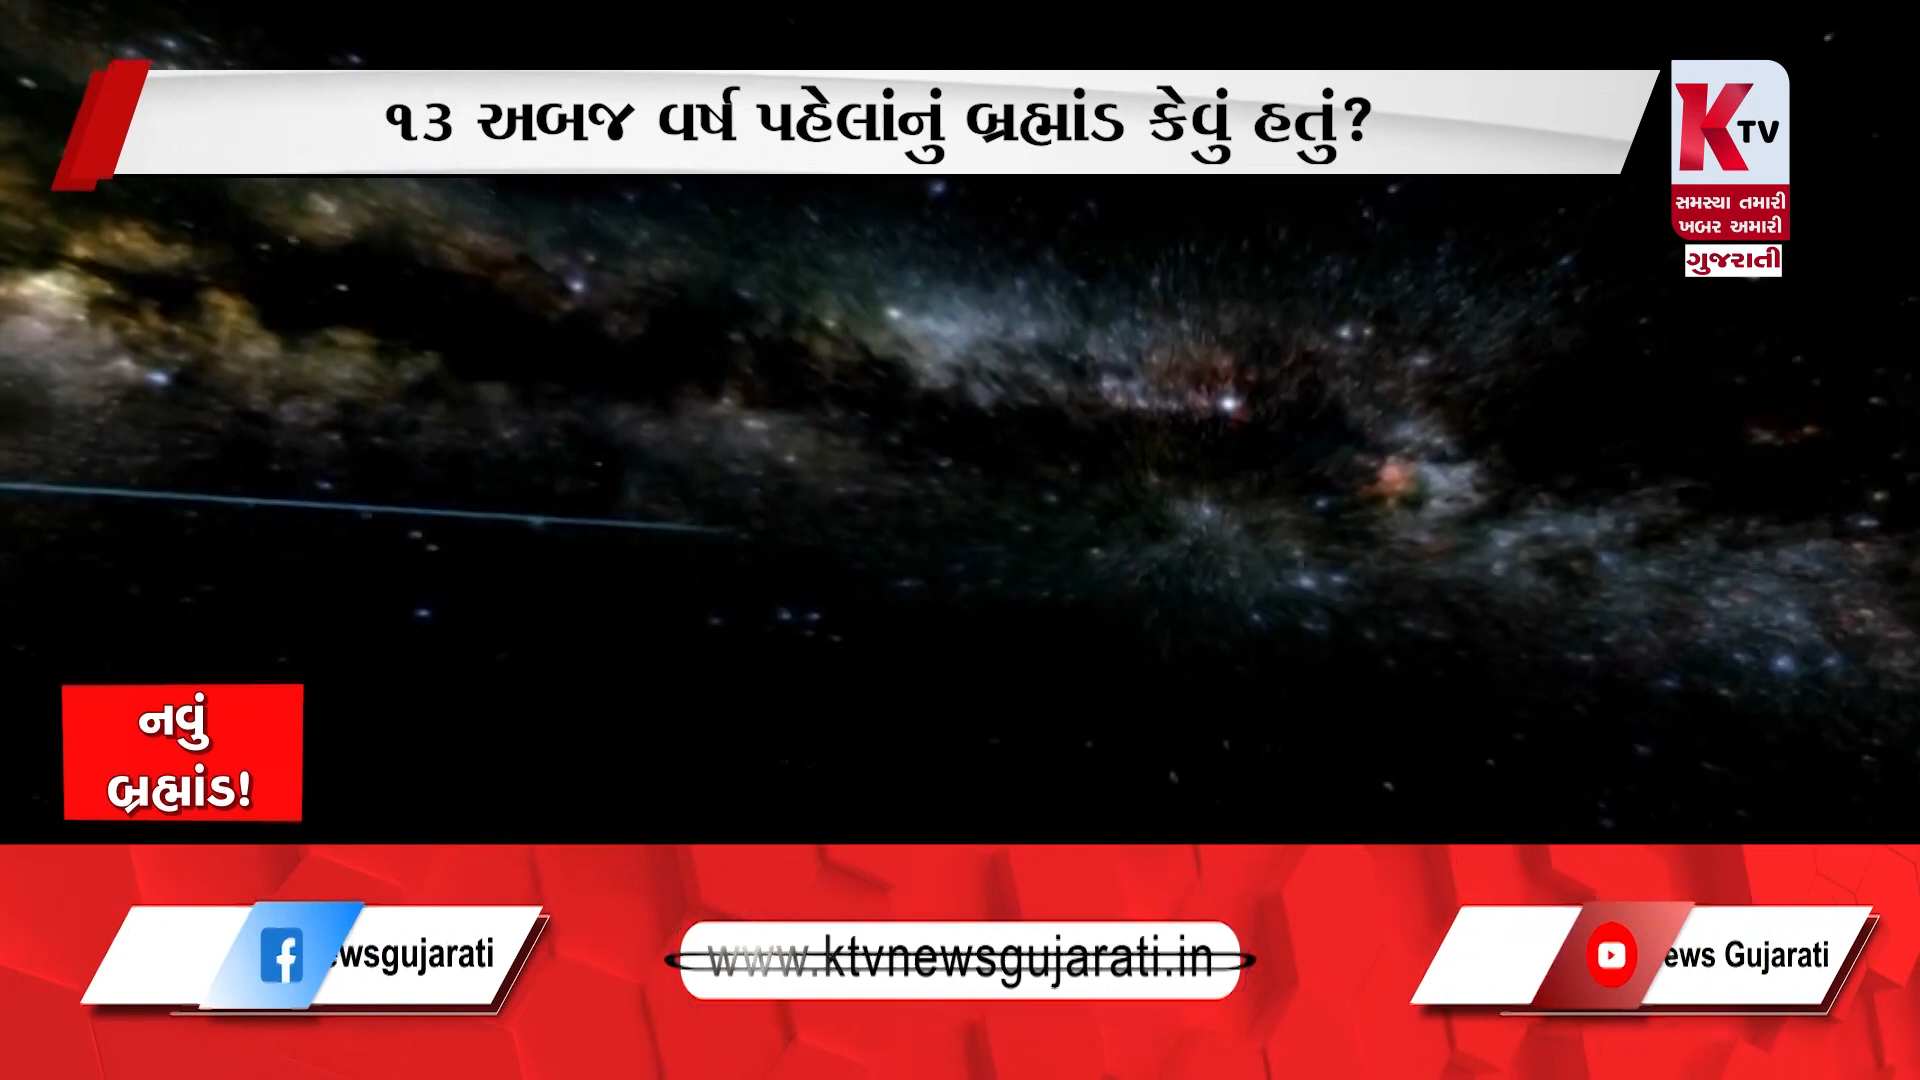 ૧૩ અબજ વર્ષ પહેલાંનું બ્રહ્માંડ કેવું હતું?
K TV
સમસ્યા તમારી
ખબર અમારી
ગુજરાતી
નવું
બ્રહ્માંડ!
ewsgujarati
www.ktvnewsgujarati.in
ews Gujarati